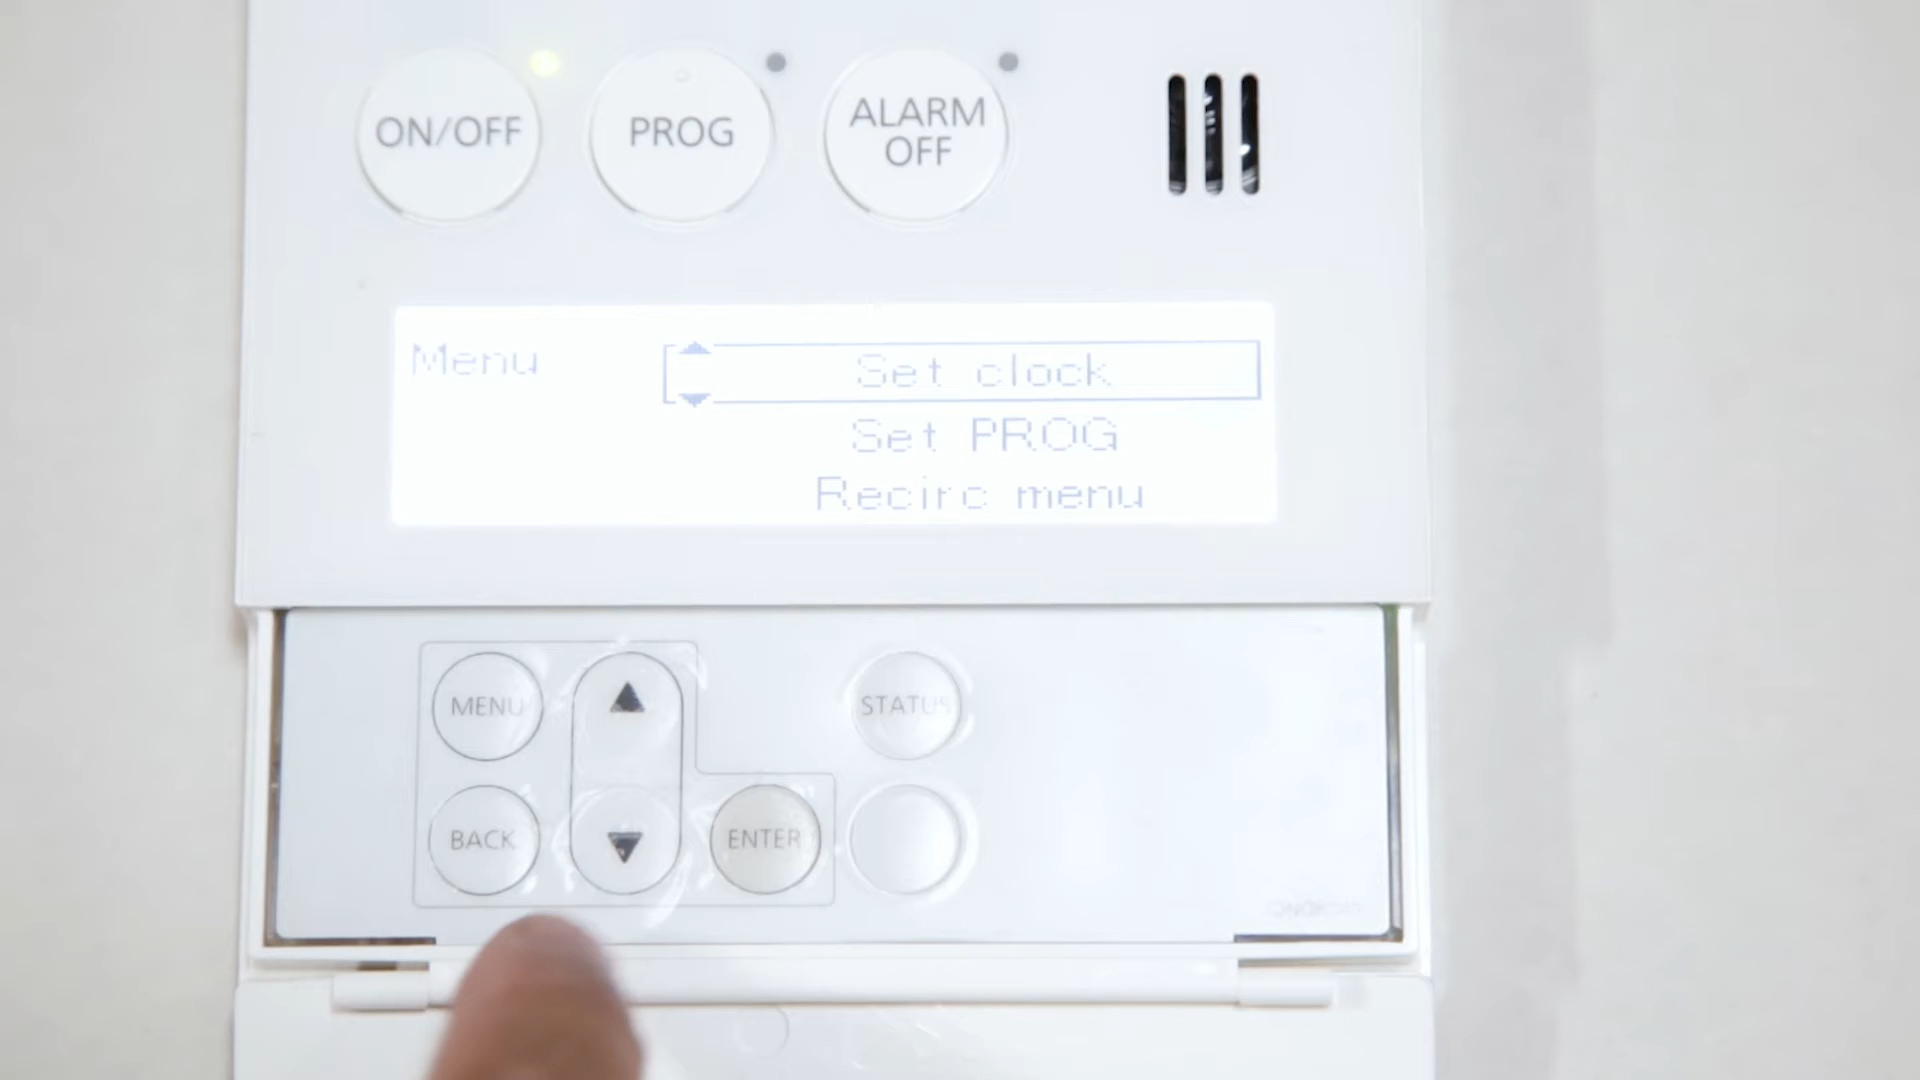 ON/OFF
PROG
ALARM
OFF
Menu
Set clock
Set PROG
Recirc menu
MENU
STATUS
BACK
ENTER